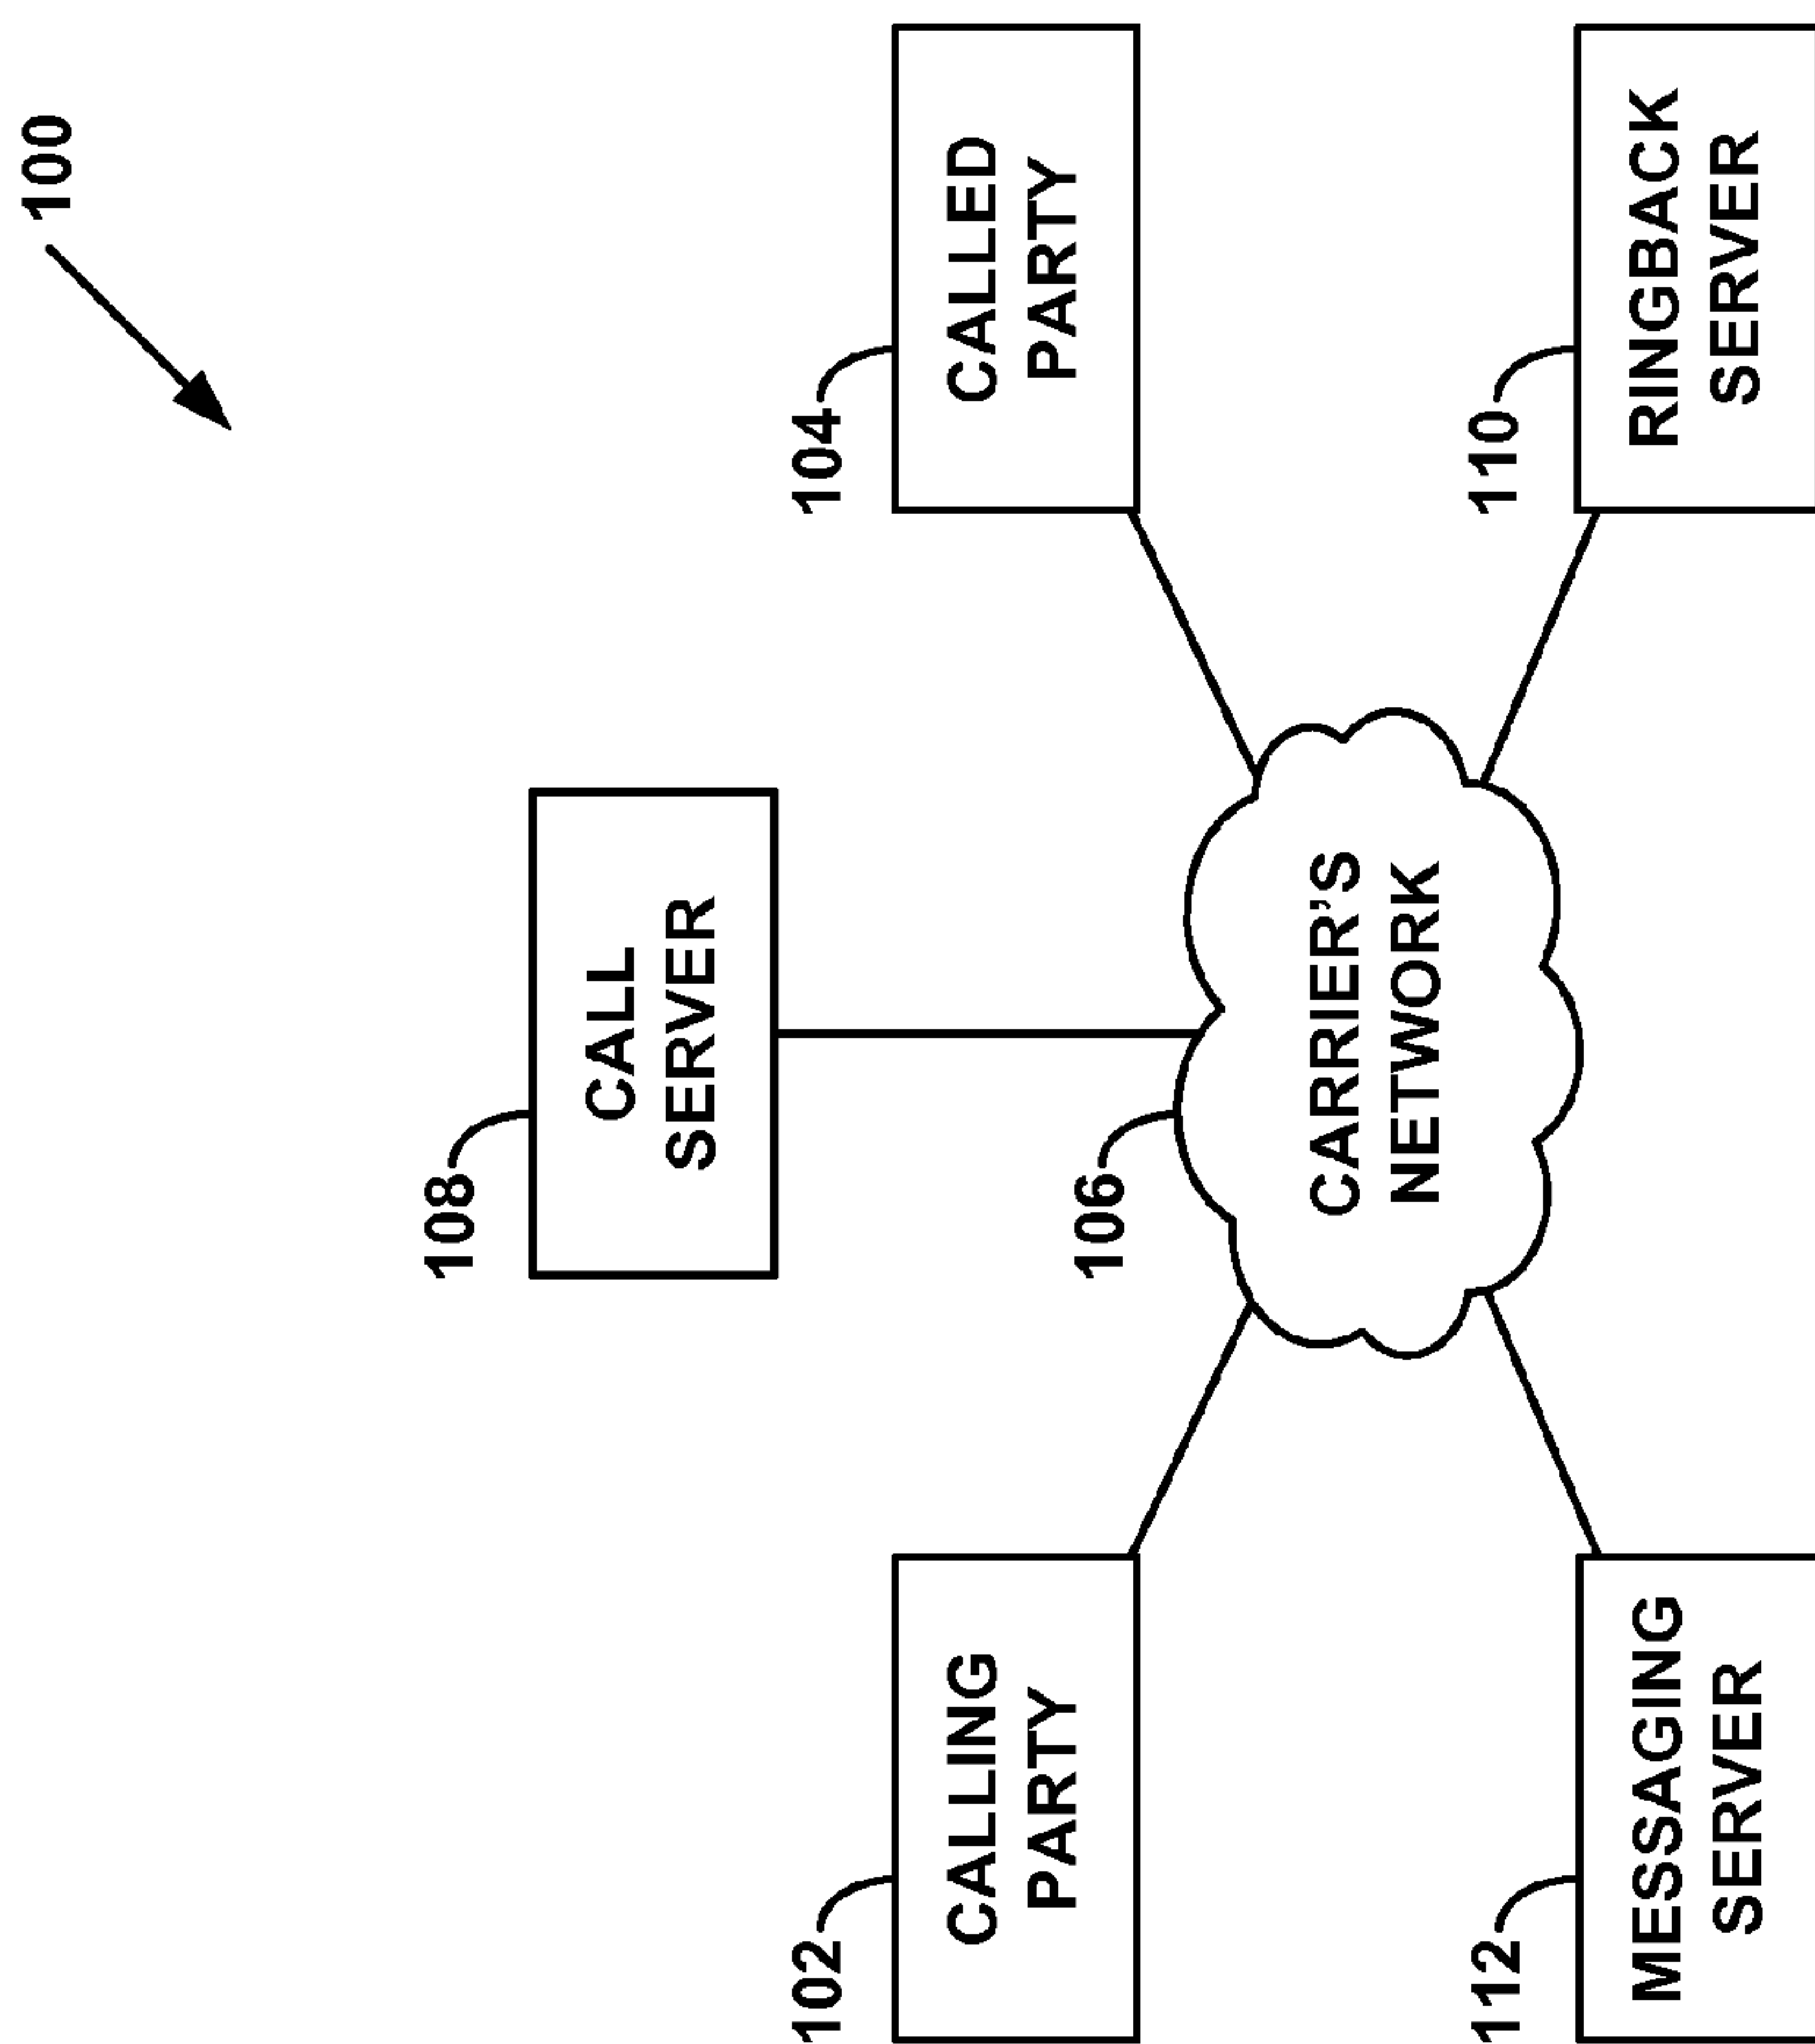 100
108
CALL
SERVER
102
CALLING
PARTY
104
CALLED
PARTY
106
CARRIER'S
NETWORK
112
MESSAGING
SERVER
110
RINGBACK
SERVER